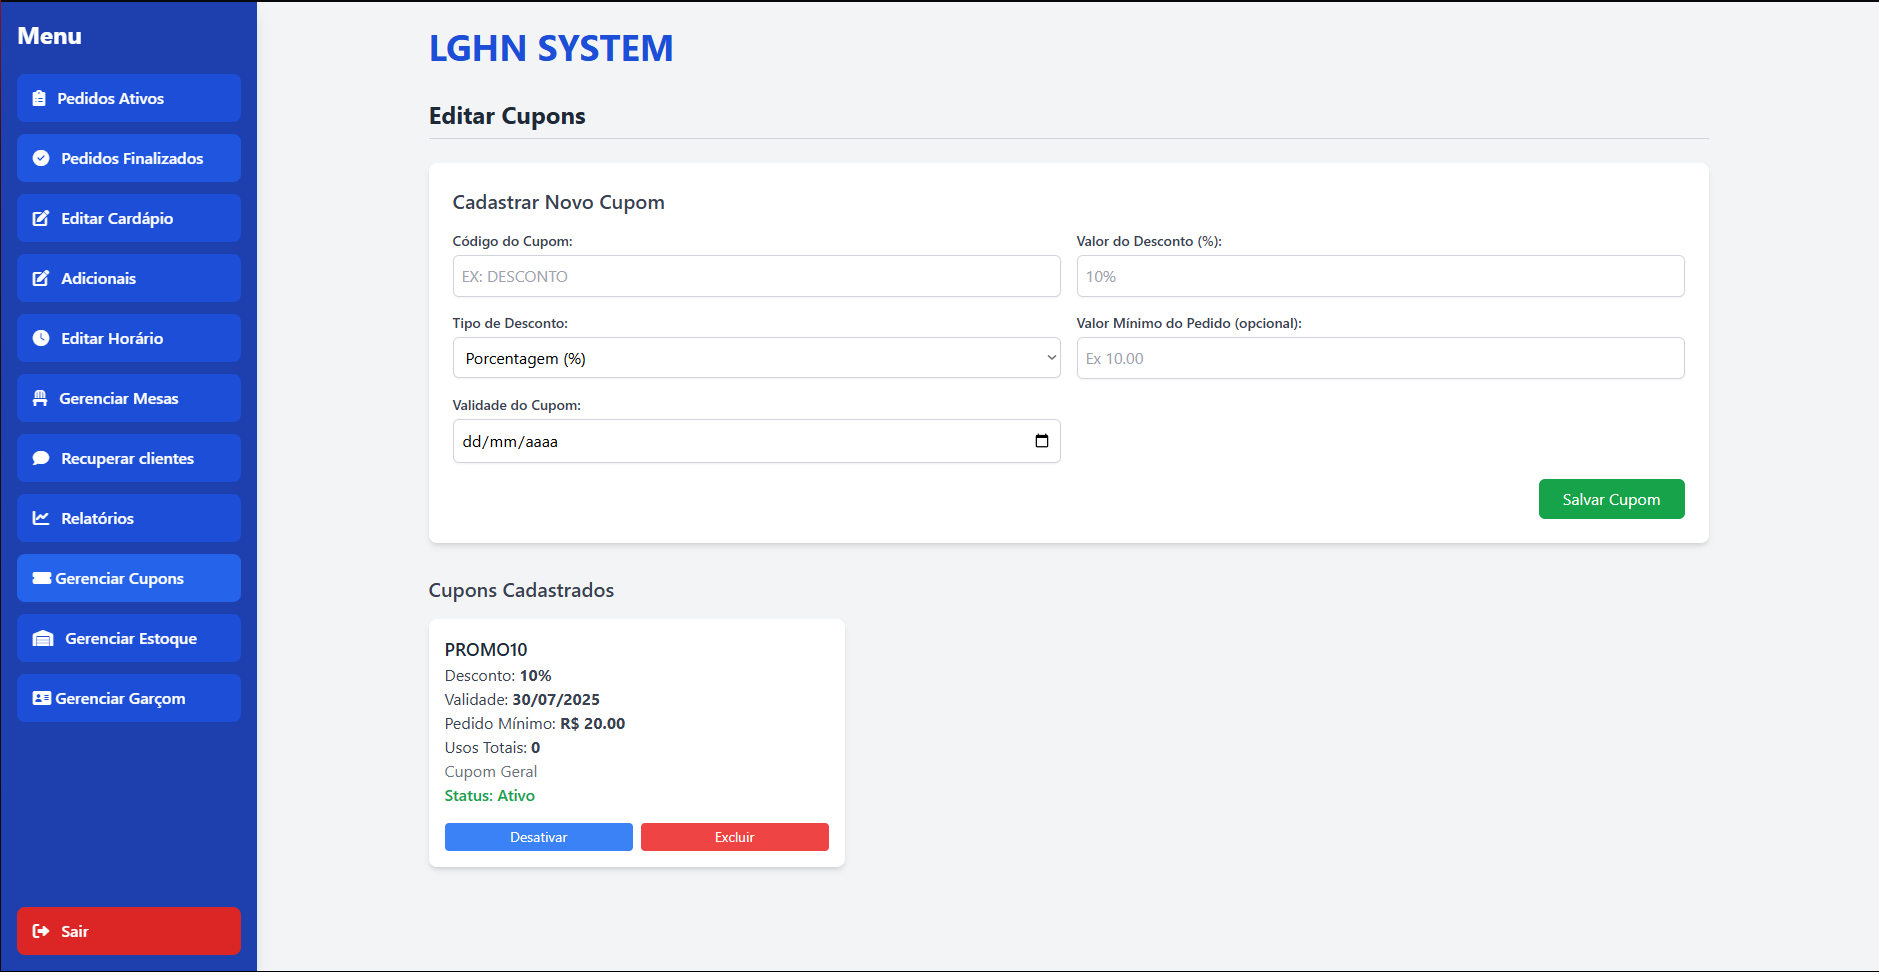 Menu
Pedidos Ativos
Pedidos Finalizados
Editar Cardápio
Adicionais
Editar Horário
Gerenciar Mesas
Recuperar clientes
Relatórios
Gerenciar Cupons
Gerenciar Estoque
Gerenciar Garçom
Sair
LGHN SYSTEM
Editar Cupons
Cadastrar Novo Cupom
Código do Cupom:
EX: DESCONTO
Valor do Desconto (%):
10%
Tipo de Desconto:
Porcentagem (%)
Valor Mínimo do Pedido (opcional):
Ex 10.00
Validade do Cupom:
dd/mm/aaaa
Salvar Cupom
Cupons Cadastrados
PROMO10
Desconto: 10%
Validade: 30/07/2025
Pedido Mínimo: R$ 20.00
Usos Totais: 0
Cupom Geral
Status: Ativo
Desativar
Excluir